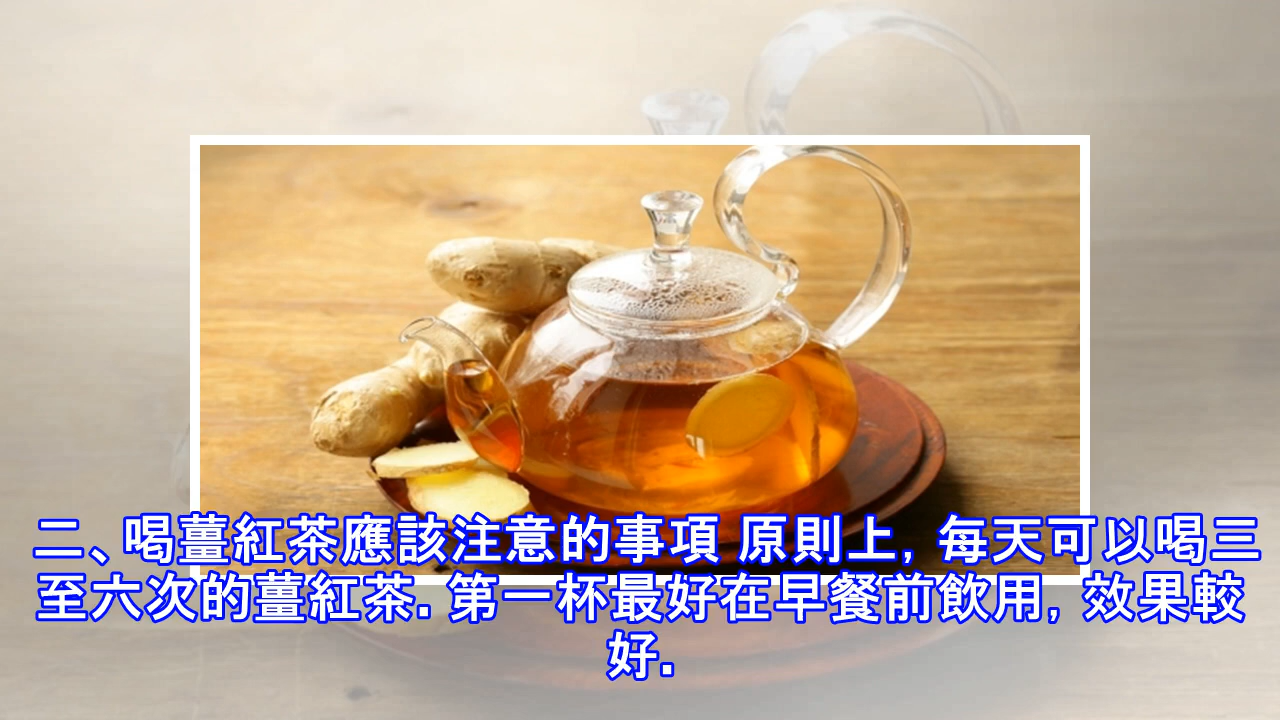 二、喝薑紅茶應該注意的事項 原則上, 每天可以喝三
至六次的薑紅茶. 第一杯最好在早餐前飲用, 效果較
好.